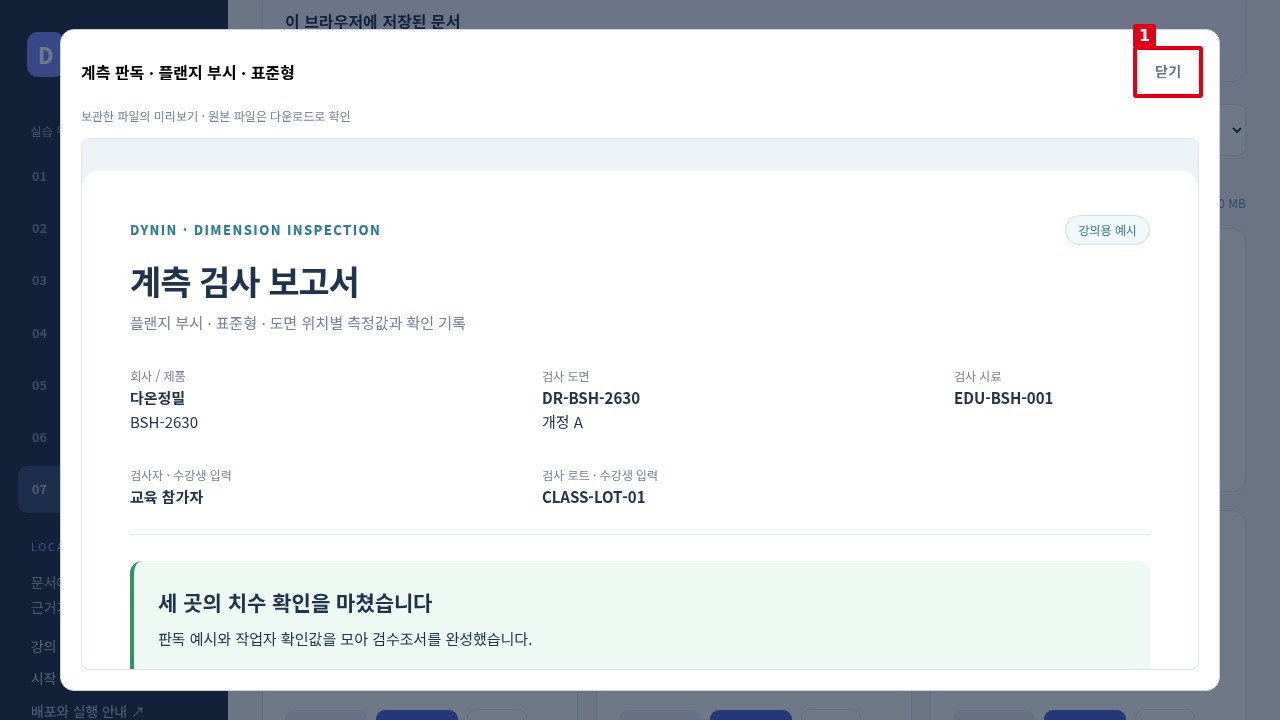 이 브라우저에 저장된 문서
D
1
계측 판독 · 플랜지 부시 · 표준형
닫기
보관한 파일의 미리보기 · 원본 파일은 다운로드로 확인
실습
01
02
03
04
05
06
07
MB
DYNIN · DIMENSION INSPECTION
강의용 예시
계측 검사 보고서
플랜지 부시 · 표준형 · 도면 위치별 측정값과 확인 기록
회사 / 제품
검사 도면
검사 시료
다온정밀
DR-BSH-2630
EDU-BSH-001
BSH-2630
개정 A
검사자 · 수강생 입력
검사 로트 · 수강생 입력
교육 참가자
CLASS-LOT-01
세 곳의 치수 확인을 마쳤습니다
판독 예시와 작업자 확인값을 모아 검수조서를 완성했습니다.
강의
시작
배포와 실행 안내 ↗